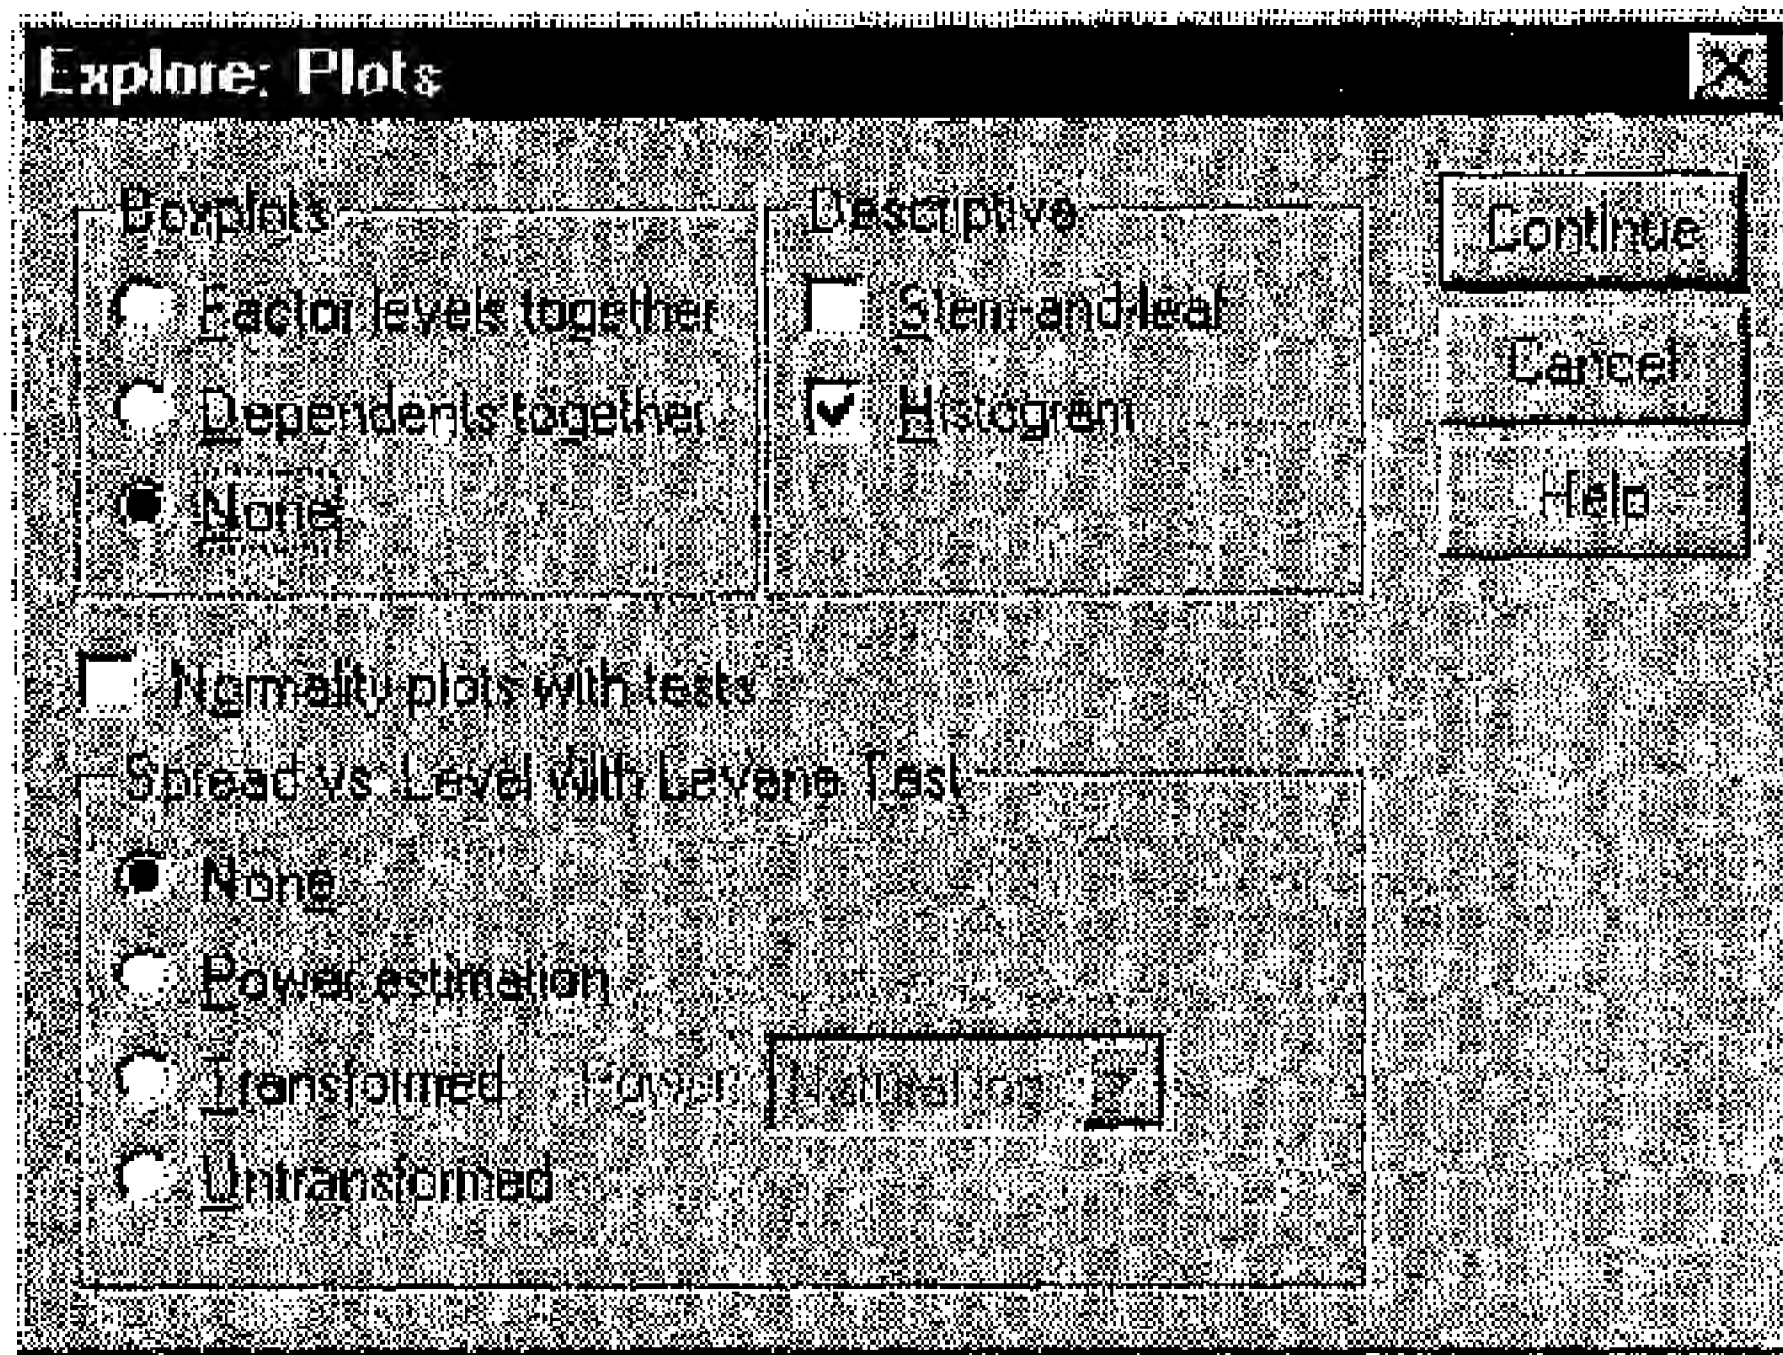 Explore: Plots
Boxplots
Factor levels together
Dependents together
None
Descriptive
Stem-and-leaf
Histogram
Continue
Cancel
Help
Normality plots with tests
Spread vs. Level with Levene Test
None
Power estimation
Transformed Power: Natural log
Untransformed